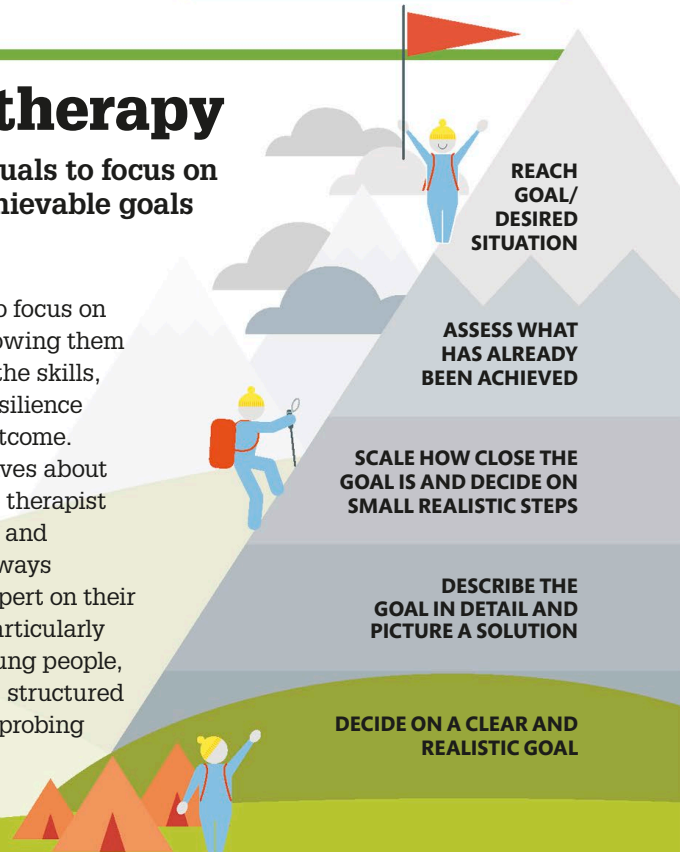 therapy
uals to focus on
hievable goals
o focus on
owing them
the skills,
silience
tcome.
ves about
therapist
and
ways
pert on their
articularly
ung people,
structured
probing
REACH
GOAL/
DESIRED
SITUATION
ASSESS WHAT
HAS ALREADY
BEEN ACHIEVED
SCALE HOW CLOSE THE
GOAL IS AND DECIDE ON
SMALL REALISTIC STEPS
DESCRIBE THE
GOAL IN DETAIL AND
PICTURE A SOLUTION
DECIDE ON A CLEAR AND
REALISTIC GOAL